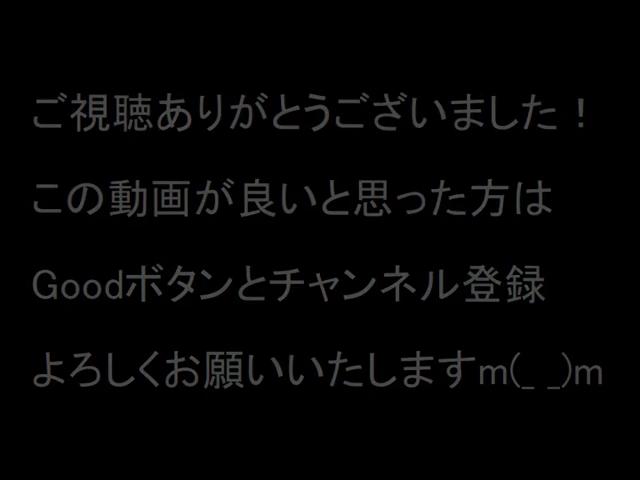 ご視聴ありがとうございました！
この動画が良いと思った方は
Goodボタンとチャンネル登録
よろしくお願いいたしますm(_ _)m